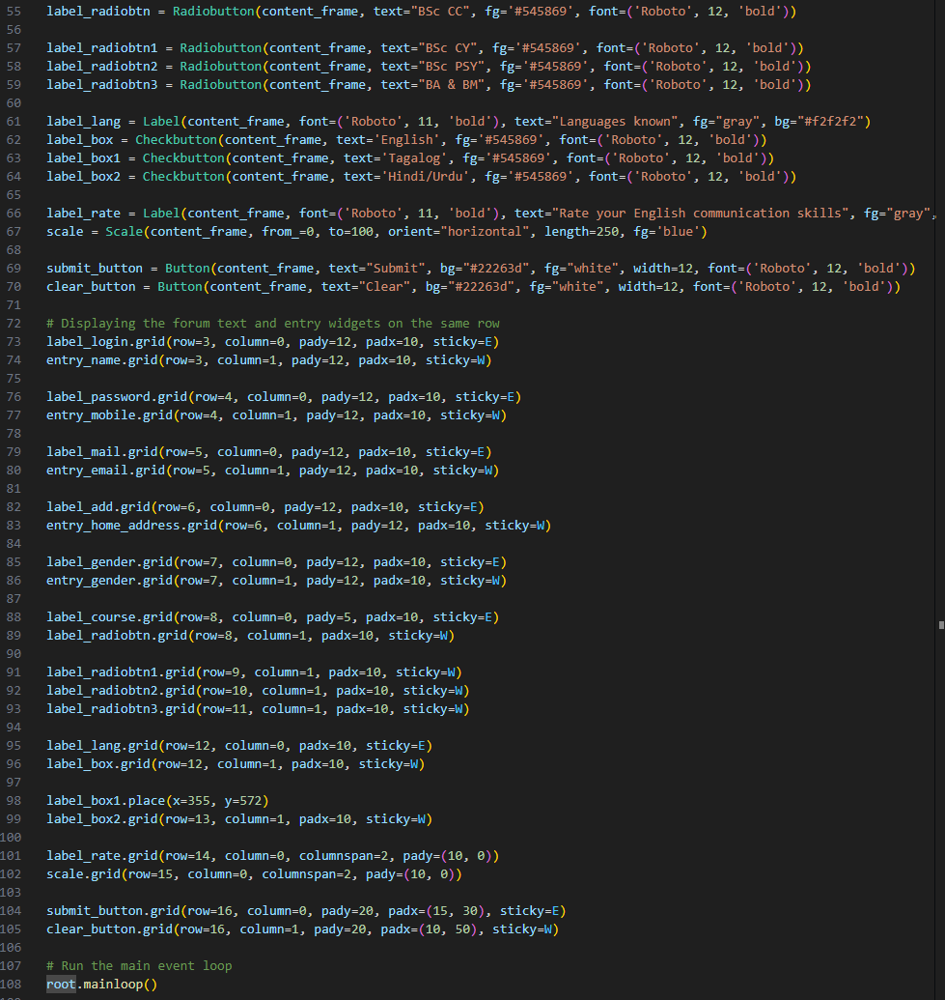 55 label_radiobtn = Radiobutton(content_frame, text="BSc CC", fg='#545869', font=('Roboto', 12, 'bold'))
56
57 label_radiobtn1 = Radiobutton(content_frame, text="BSc CY", fg='#545869', font=('Roboto', 12, 'bold'))
58 label_radiobtn2 = Radiobutton(content_frame, text="BSc PSY", fg='#545869', font=('Roboto', 12, 'bold'))
59 label_radiobtn3 = Radiobutton(content_frame, text="BA & BM", fg='#545869', font=('Roboto', 12, 'bold'))
60
61 label_lang = Label(content_frame, font=('Roboto', 11, 'bold'), text="Languages known", fg="gray", bg="#f2f2f2")
62 label_box = Checkbutton(content_frame, text='English', fg='#545869', font=('Roboto', 12, 'bold'))
63 label_box1 = Checkbutton(content_frame, text='Tagalog', fg='#545869', font=('Roboto', 12, 'bold'))
64 label_box2 = Checkbutton(content_frame, text='Hindi/Urdu', fg='#545869', font=('Roboto', 12, 'bold'))
65
66 label_rate = Label(content_frame, font=('Roboto', 11, 'bold'), text="Rate your English communication skills", fg="gray",
67 scale = Scale(content_frame, from_=0, to=100, orient="horizontal", length=250, fg='blue')
68
69 submit_button = Button(content_frame, text="Submit", bg="#22263d", fg="white", width=12, font=('Roboto', 12, 'bold'))
70 clear_button = Button(content_frame, text="Clear", bg="#22263d", fg="white", width=12, font=('Roboto', 12, 'bold'))
71
72 # Displaying the forum text and entry widgets on the same row
73 label_login.grid(row=3, column=0, pady=12, padx=10, sticky=E)
74 entry_name.grid(row=3, column=1, pady=12, padx=10, sticky=W)
75
76 label_password.grid(row=4, column=0, pady=12, padx=10, sticky=E)
77 entry_mobile.grid(row=4, column=1, pady=12, padx=10, sticky=W)
78
79 label_mail.grid(row=5, column=0, pady=12, padx=10, sticky=E)
80 entry_email.grid(row=5, column=1, pady=12, padx=10, sticky=W)
81
82 label_add.grid(row=6, column=0, pady=12, padx=10, sticky=E)
83 entry_home_address.grid(row=6, column=1, pady=12, padx=10, sticky=W)
84
85 label_gender.grid(row=7, column=0, pady=12, padx=10, sticky=E)
86 entry_gender.grid(row=7, column=1, pady=12, padx=10, sticky=W)
87
88 label_course.grid(row=8, column=0, pady=5, padx=10, sticky=E)
89 label_radiobtn.grid(row=8, column=1, padx=10, sticky=W)
90
91 label_radiobtn1.grid(row=9, column=1, padx=10, sticky=W)
92 label_radiobtn2.grid(row=10, column=1, padx=10, sticky=W)
93 label_radiobtn3.grid(row=11, column=1, padx=10, sticky=W)
94
95 label_lang.grid(row=12, column=0, padx=10, sticky=E)
96 label_box.grid(row=12, column=1, padx=10, sticky=W)
97
98 label_box1.place(x=355, y=572)
99 label_box2.grid(row=13, column=1, padx=10, sticky=W)
100
101 label_rate.grid(row=14, column=0, columnspan=2, pady=(10, 0))
102 scale.grid(row=15, column=0, columnspan=2, pady=(10, 0))
103
104 submit_button.grid(row=16, column=0, pady=20, padx=(15, 30), sticky=E)
105 clear_button.grid(row=16, column=1, pady=20, padx=(10, 50), sticky=W)
106
107 # Run the main event loop
108 root.mainloop()